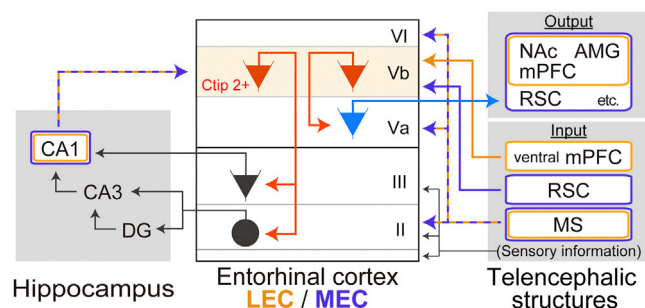 Output
NAc AMG
mPFC
RSC etc.
Input
ventral mPFC
RSC
MS
(Sensory information)
Telencephalic
structures
VI
Vb
Ctip 2+
Va
III
II
Entorhinal cortex
LEC / MEC
CA1
CA3
DG
Hippocampus